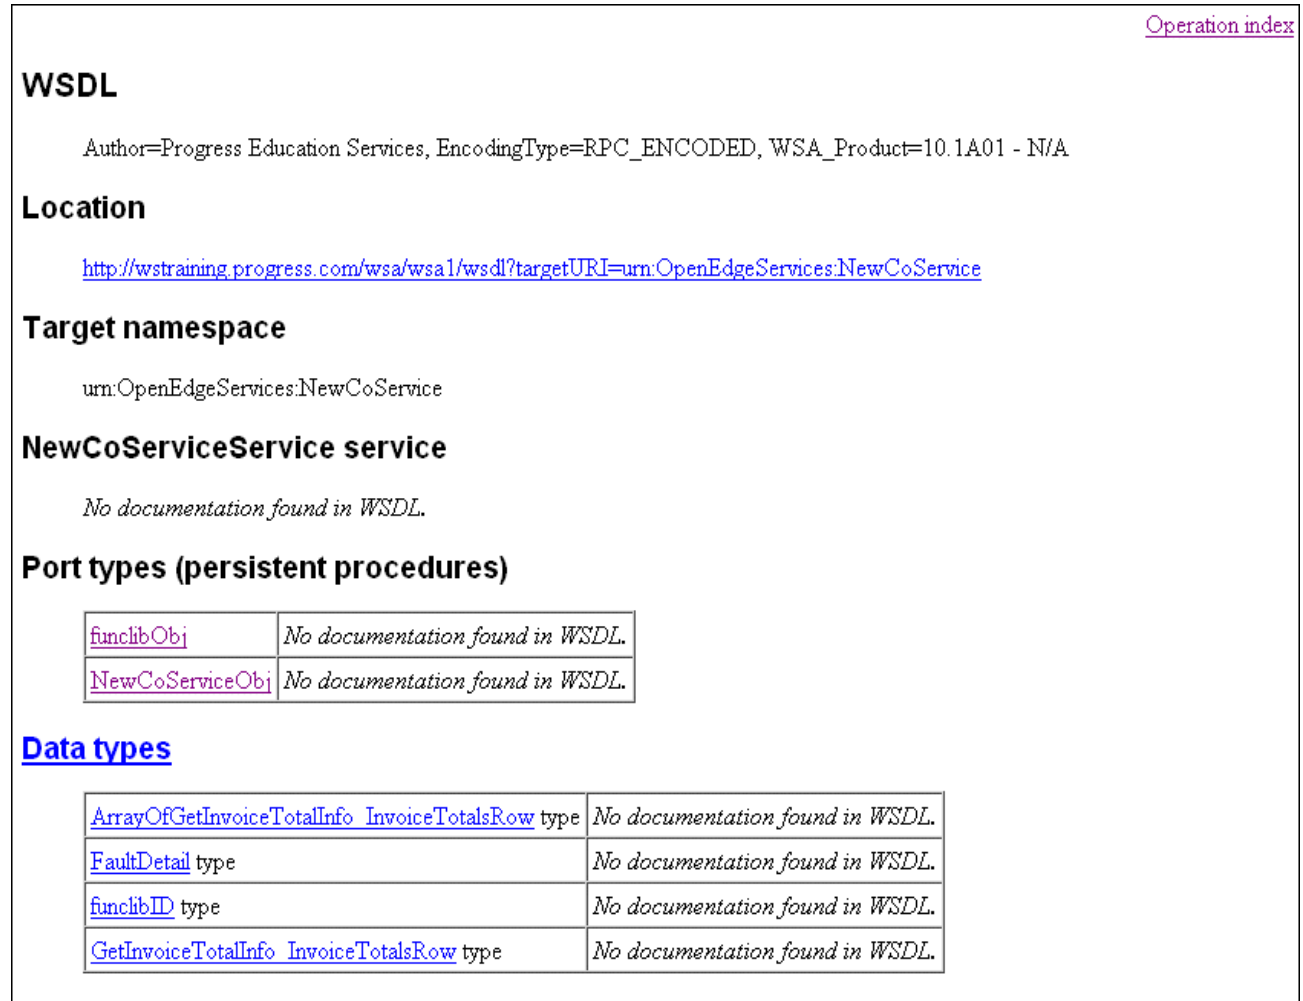 Operation index
WSDL
Author=Progress Education Services, EncodingType=RPC_ENCODED, WSA_Product=10.1A01 - N/A
Location
http://wstraining.progress.com/wsa/wsa1/wsdl?targetURI=urn:OpenEdgeServices:NewCoService
Target namespace
urn:OpenEdgeServices:NewCoService
NewCoServiceService service
No documentation found in WSDL.
Port types (persistent procedures)
funclibObj No documentation found in WSDL.
NewCoServiceObj No documentation found in WSDL.
Data types
ArrayOfGetInvoiceTotalInfo_InvoiceTotalsRow type No documentation found in WSDL.
FaultDetail type No documentation found in WSDL.
funclibID type No documentation found in WSDL.
GetInvoiceTotalInfo_InvoiceTotalsRow type No documentation found in WSDL.